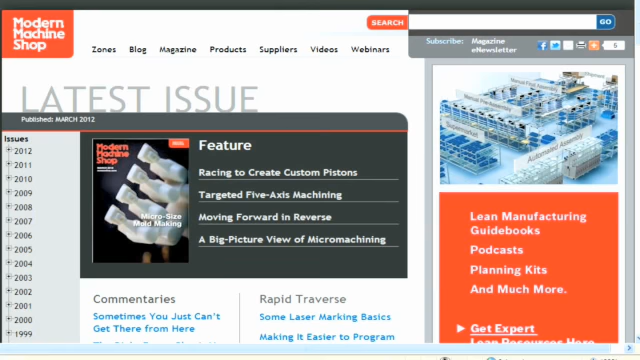 Modern
Machine
Shop
SEARCH
GO
Zones Blog Magazine Products Suppliers Videos Webinars
Subscribe: Magazine
eNewsletter
6
LATEST ISSUE
Published: MARCH 2012
Issues
2012
2011
2010
2009
2008
2007
2006
2005
2004
2003
2002
2001
2000
1999
Modern
Machine
Shop
Micro-Size
Mold Making
Feature
Racing to Create Custom Pistons
Targeted Five-Axis Machining
Moving Forward in Reverse
A Big-Picture View of Micromachining
Commentaries
Sometimes You Just Can't
Get There from Here
Rapid Traverse
Some Laser Marking Basics
Making It Easier to Program
Supermarket
Automated Assembly
Lean Manufacturing
Guidebooks
Podcasts
Planning Kits
And Much More.
Get Expert
Lean Resources Here